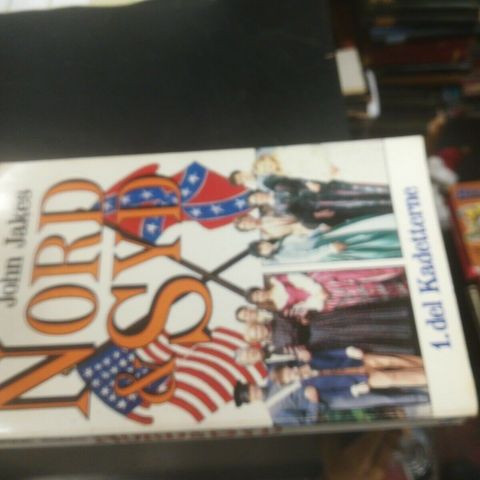 John Jakes
NORD
& SYD
1. del Kadetterne